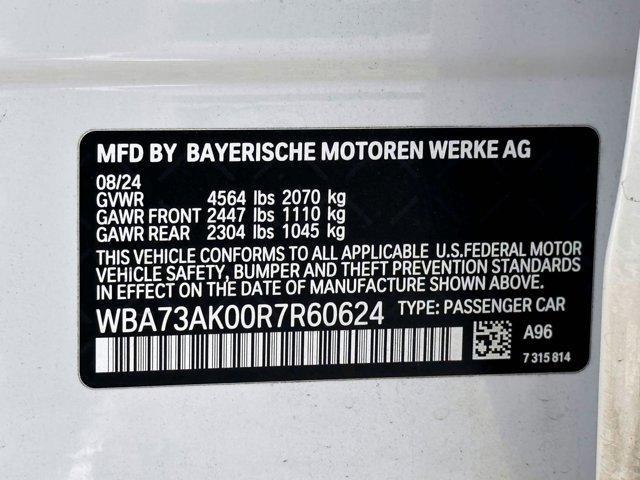 MFD BY BAYERISCHE MOTOREN WERKE AG
08/24
GVWR 4564 lbs 2070 kg
GAWR FRONT 2447 lbs 1110 kg
GAWR REAR 2304 lbs 1045 kg
THIS VEHICLE CONFORMS TO ALL APPLICABLE U.S.FEDERAL MOTOR
VEHICLE SAFETY, BUMPER AND THEFT PREVENTION STANDARDS
IN EFFECT ON THE DATE OF MANUFACTURE SHOWN ABOVE.
WBA73AK00R7R60624 TYPE: PASSENGER CAR
A96
7 315 814